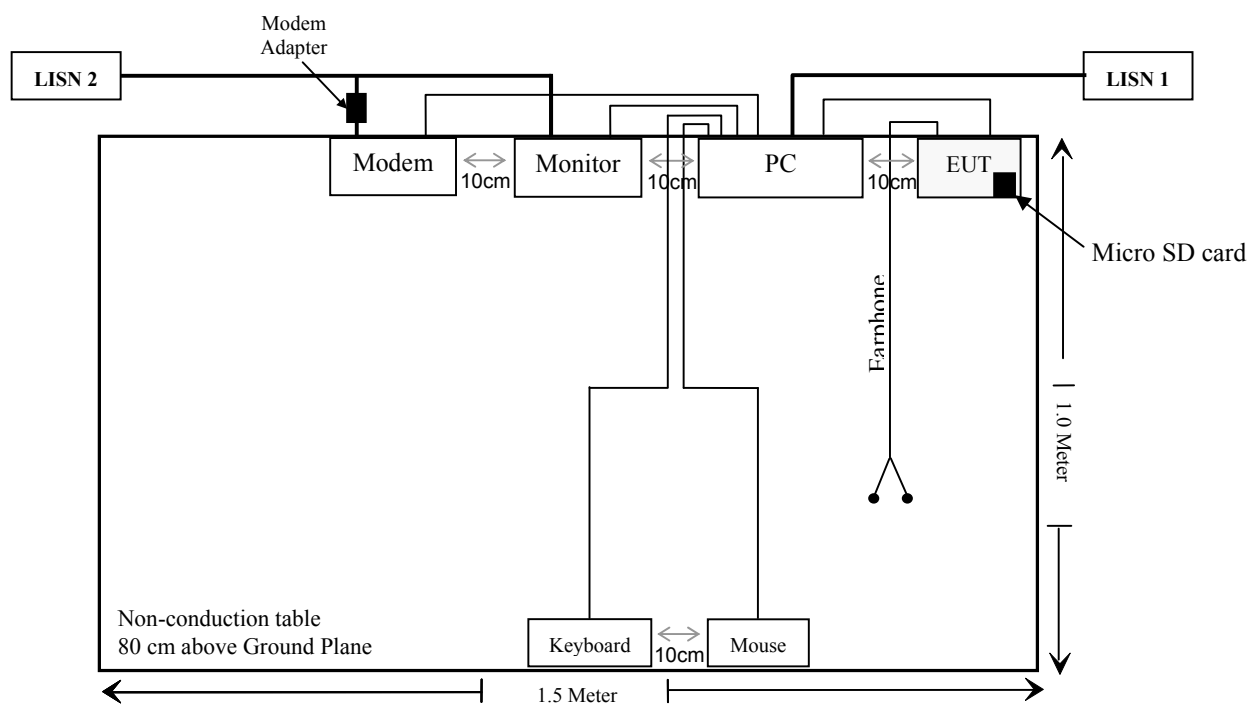 Modem
Adapter
LISN 2
LISN 1
Modem
10cm
Monitor
10cm
PC
10cm
EUT
Micro SD card
Earphone
1.0 Meter
Non-conduction table
80 cm above Ground Plane
Keyboard
10cm
Mouse
1.5 Meter